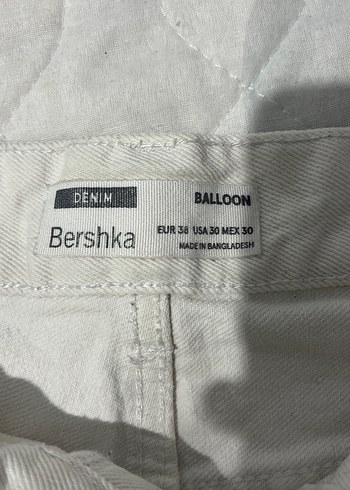 DENIM
BALLOON
Bershka
EUR 38 USA 30 MEX 30
MADE IN BANGLADESH